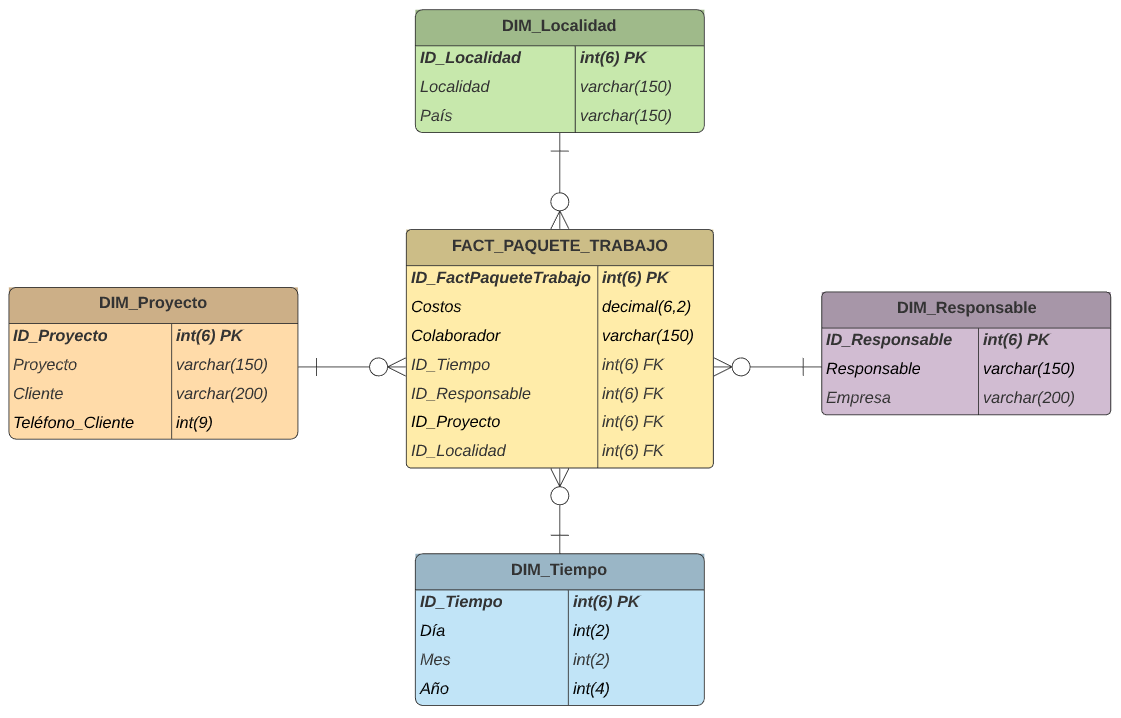 DIM_Localidad
ID_Localidad int(6) PK
Localidad varchar(150)
País varchar(150)
FACT_PAQUETE_TRABAJO
ID_FactPaqueteTrabajo int(6) PK
Costos decimal(6,2)
Colaborador varchar(150)
ID_Tiempo int(6) FK
ID_Responsable int(6) FK
ID_Proyecto int(6) FK
ID_Localidad int(6) FK
DIM_Proyecto
ID_Proyecto int(6) PK
Proyecto varchar(150)
Cliente varchar(200)
Teléfono_Cliente int(9)
DIM_Responsable
ID_Responsable int(6) PK
Responsable varchar(150)
Empresa varchar(200)
DIM_Tiempo
ID_Tiempo int(6) PK
Día int(2)
Mes int(2)
Año int(4)